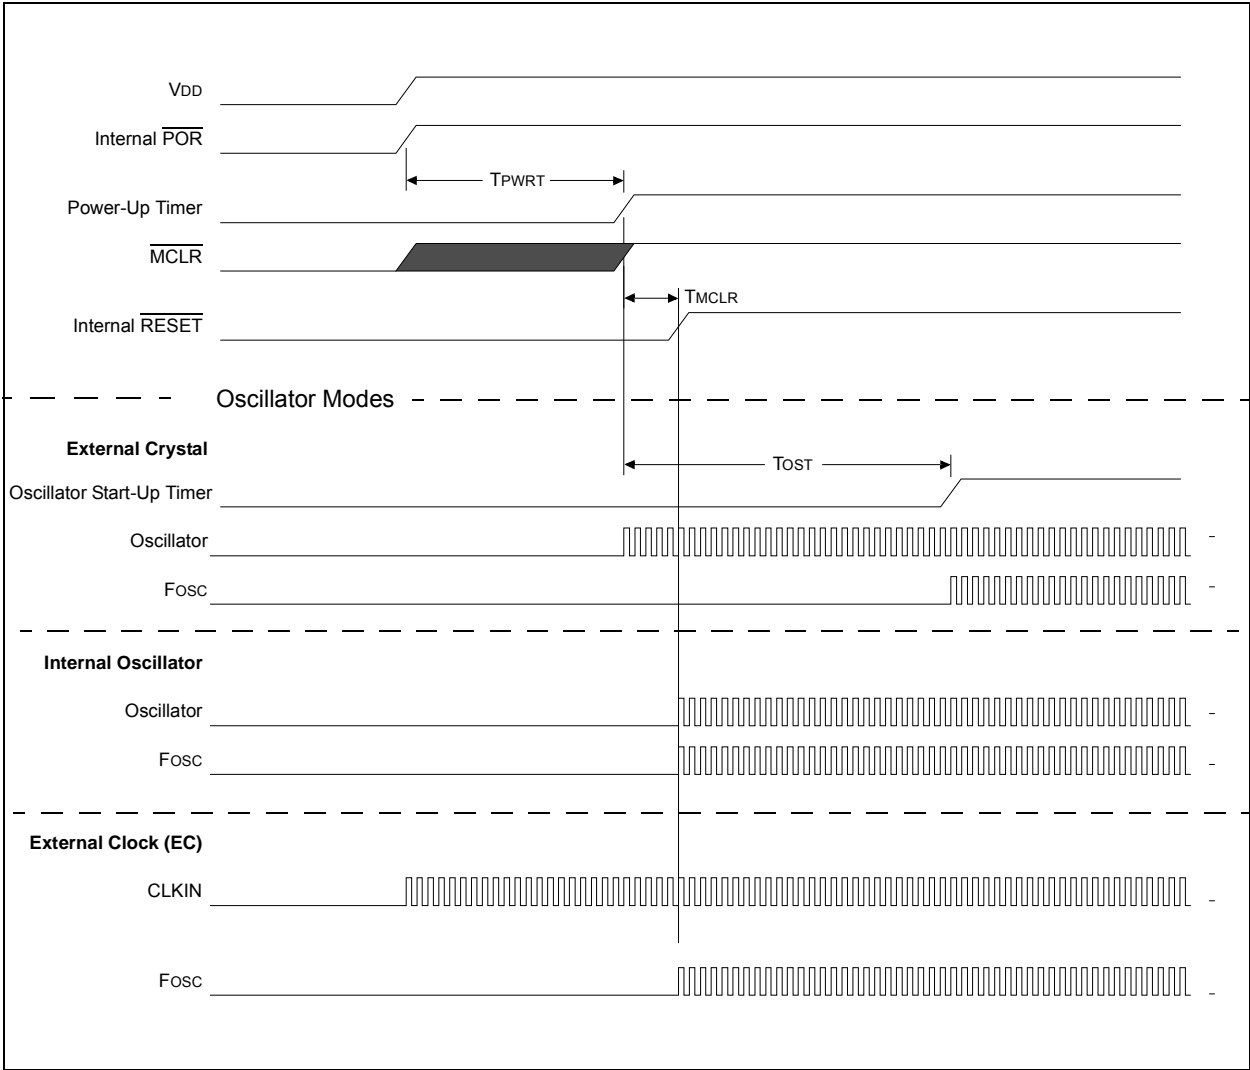 VDD
Internal POR
TPWRT
Power-Up Timer
MCLR
TMCLR
Internal RESET
Oscillator Modes
External Crystal
TOST
Oscillator Start-Up Timer
Oscillator
FOSC
Internal Oscillator
Oscillator
FOSC
External Clock (EC)
CLKIN
FOSC